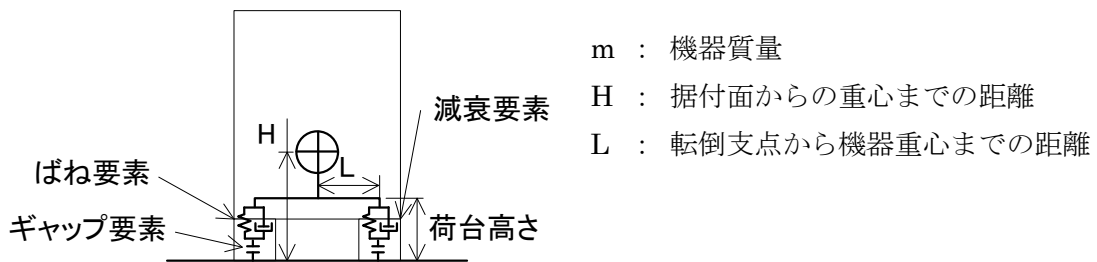 H
L
減衰要素
ばね要素
ギャップ要素
荷台高さ
m : 機器質量
H : 据付面からの重心までの距離
L : 転倒支点から機器重心までの距離